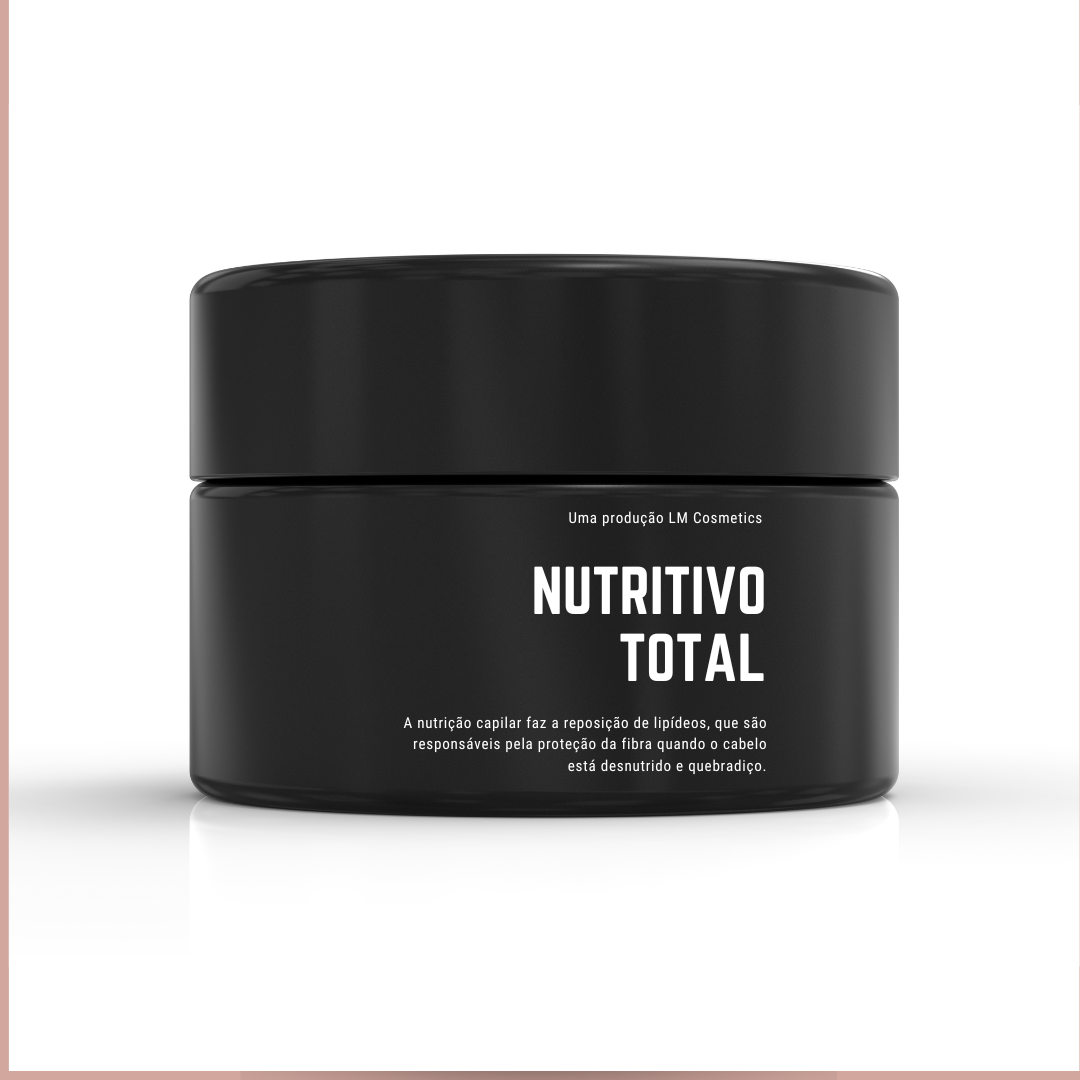 Uma produção LM Cosmetics
NUTRITIVO
TOTAL
A nutrição capilar faz a reposição de lipídeos, que são
responsáveis pela proteção da fibra quando o cabelo
está desnutrido e quebradiço.